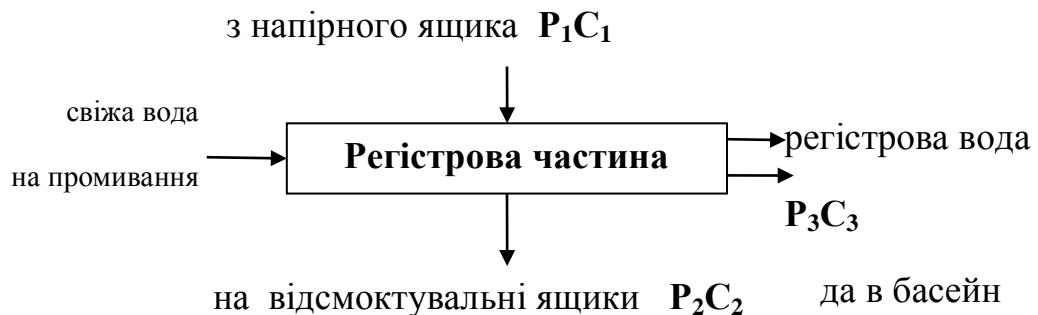 з напірного ящика P₁C₁
свіжа вода
на промивання
Регістрова частина
регістрова вода
P₃C₃
на відсмоктувальні ящики P₂C₂
да в басейн